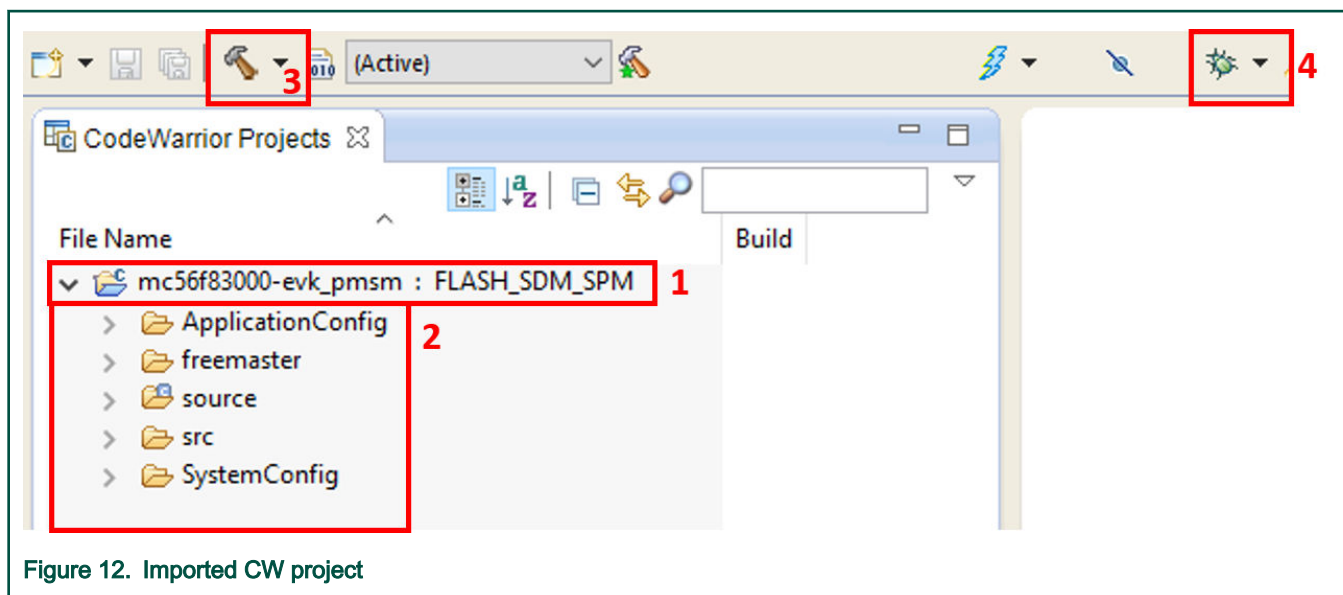 010 (Active)
3
4
CodeWarrior Projects
a
z
File Name Build
mc56f83000-evk_pmsm : FLASH_SDM_SPM 1
ApplicationConfig
2
freemaster
source
src
SystemConfig
Figure 12. Imported CW project